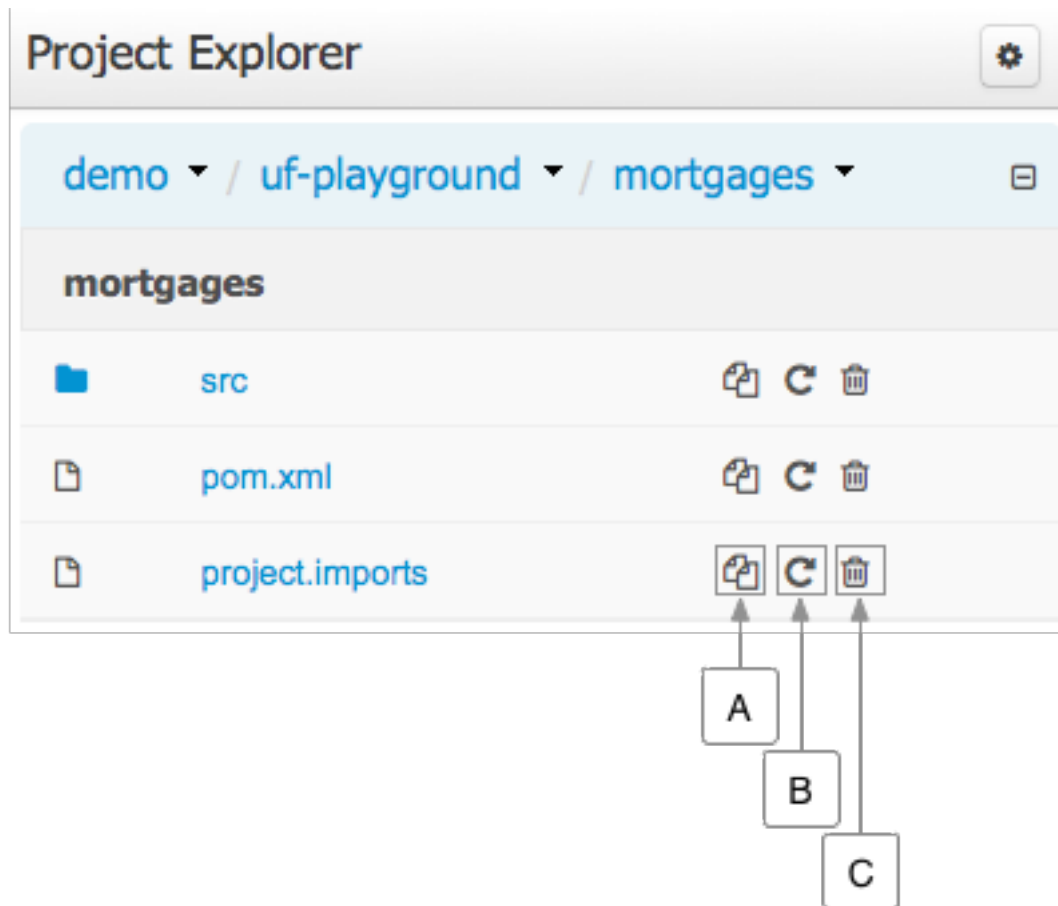 Project Explorer
demo / uf-playground / mortgages
mortgages
src
pom.xml
project.imports
A
B
C